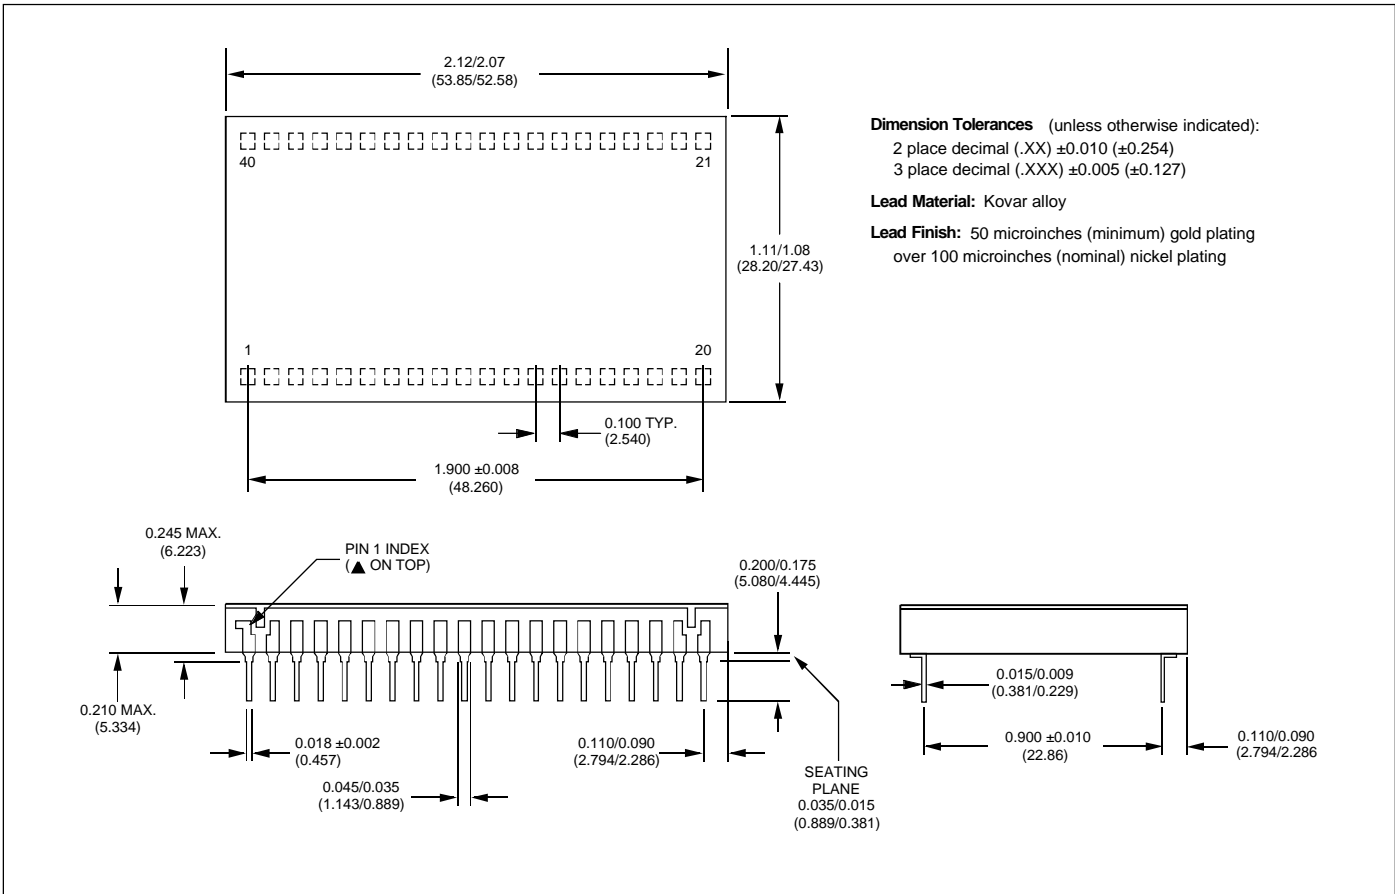 2.12/2.07
(53.85/52.58)
Dimension Tolerances (unless otherwise indicated):
2 place decimal (.XX) ±0.010 (±0.254)
3 place decimal (.XXX) ±0.005 (±0.127)
Lead Material: Kovar alloy
Lead Finish: 50 microinches (minimum) gold plating
over 100 microinches (nominal) nickel plating
40
21
1.11/1.08
(28.20/27.43)
1
20
0.100 TYP.
(2.540)
1.900 ±0.008
(48.260)
0.245 MAX.
(6.223)
PIN 1 INDEX
(▲ ON TOP)
0.200/0.175
(5.080/4.445)
0.210 MAX.
(5.334)
0.018 ±0.002
(0.457)
0.045/0.035
(1.143/0.889)
0.110/0.090
(2.794/2.286)
SEATING
PLANE
0.035/0.015
(0.889/0.381)
0.015/0.009
(0.381/0.229)
0.900 ±0.010
(22.86)
0.110/0.090
(2.794/2.286